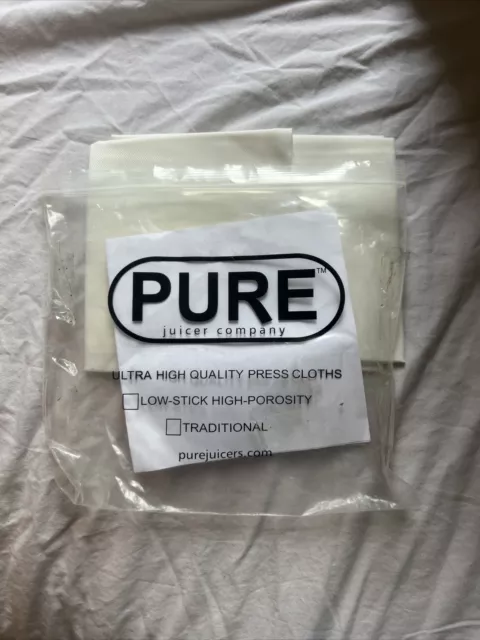 PURE™
juicer company
ULTRA HIGH QUALITY PRESS CLOTHS
LOW-STICK HIGH-POROSITY
TRADITIONAL
purejuicers.com